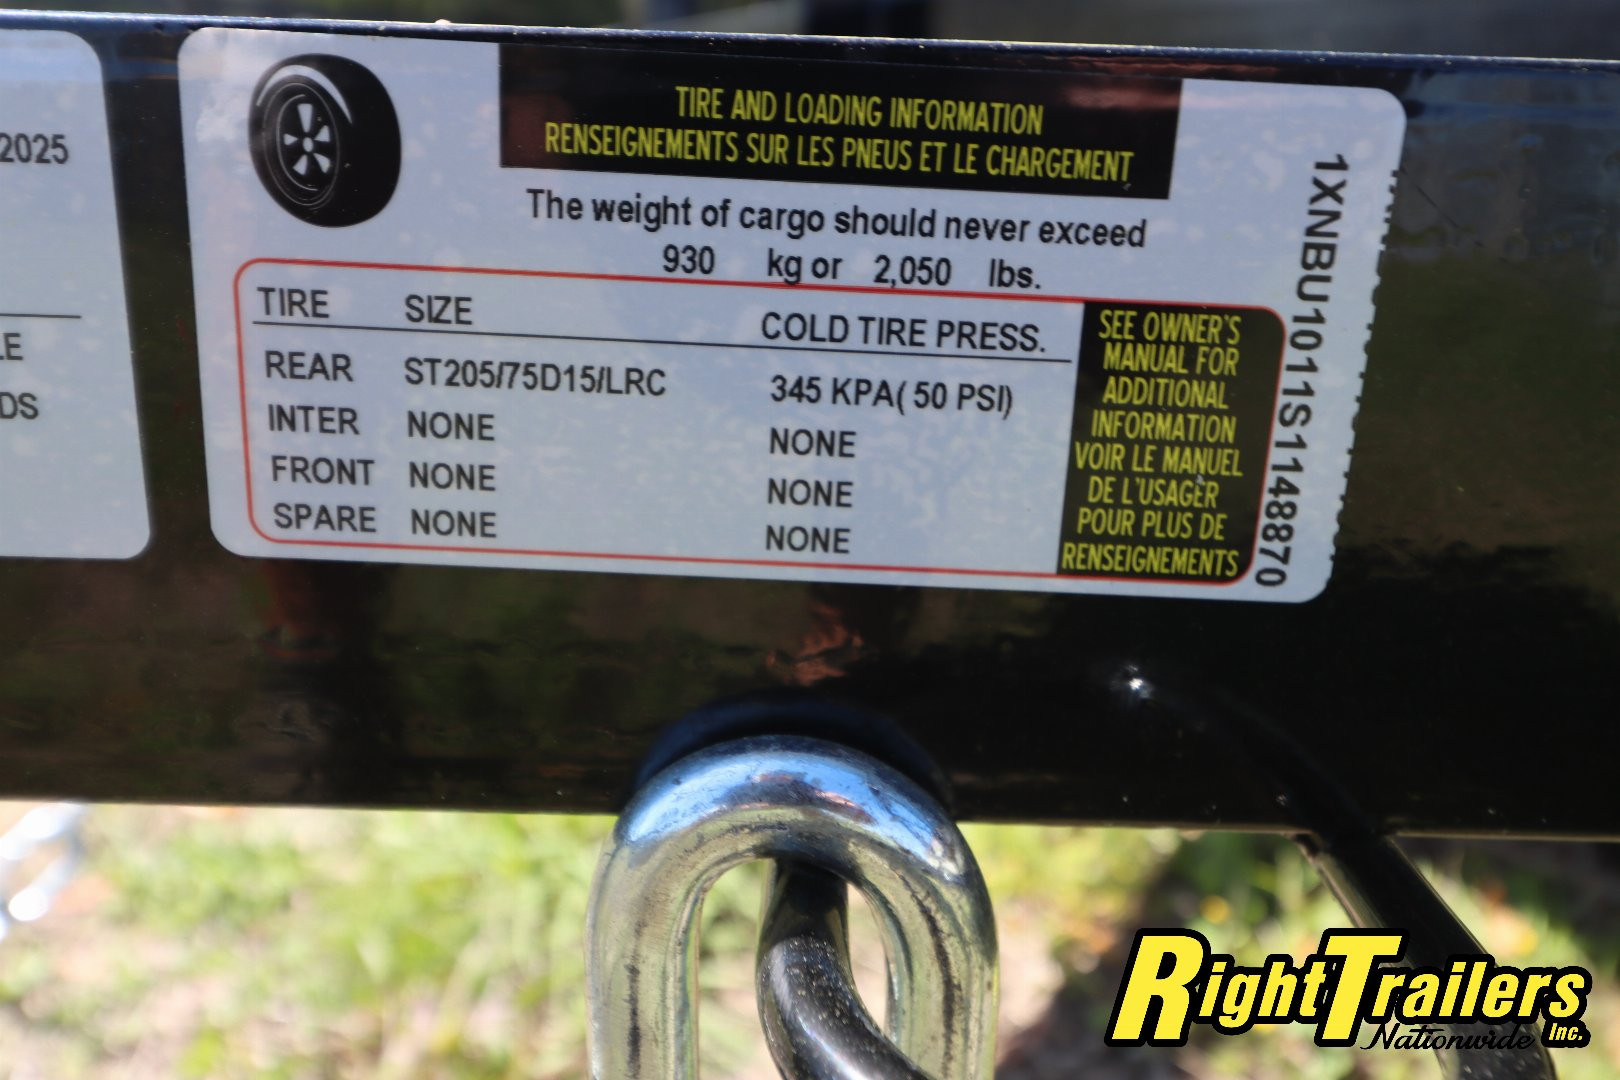 2025
LE
DS
TIRE AND LOADING INFORMATION
RENSEIGNEMENTS SUR LES PNEUS ET LE CHARGEMENT
The weight of cargo should never exceed
930 kg or 2,050 lbs.
TIRE SIZE COLD TIRE PRESS.
REAR ST205/75D15/LRC 345 KPA( 50 PSI)
INTER NONE NONE
FRONT NONE NONE
SPARE NONE NONE
SEE OWNER'S
MANUAL FOR
ADDITIONAL
INFORMATION
VOIR LE MANUEL
DE L'USAGER
POUR PLUS DE
RENSEIGNEMENTS
1XNBU1011S1148870
RightTrailers
Nationwide Inc.